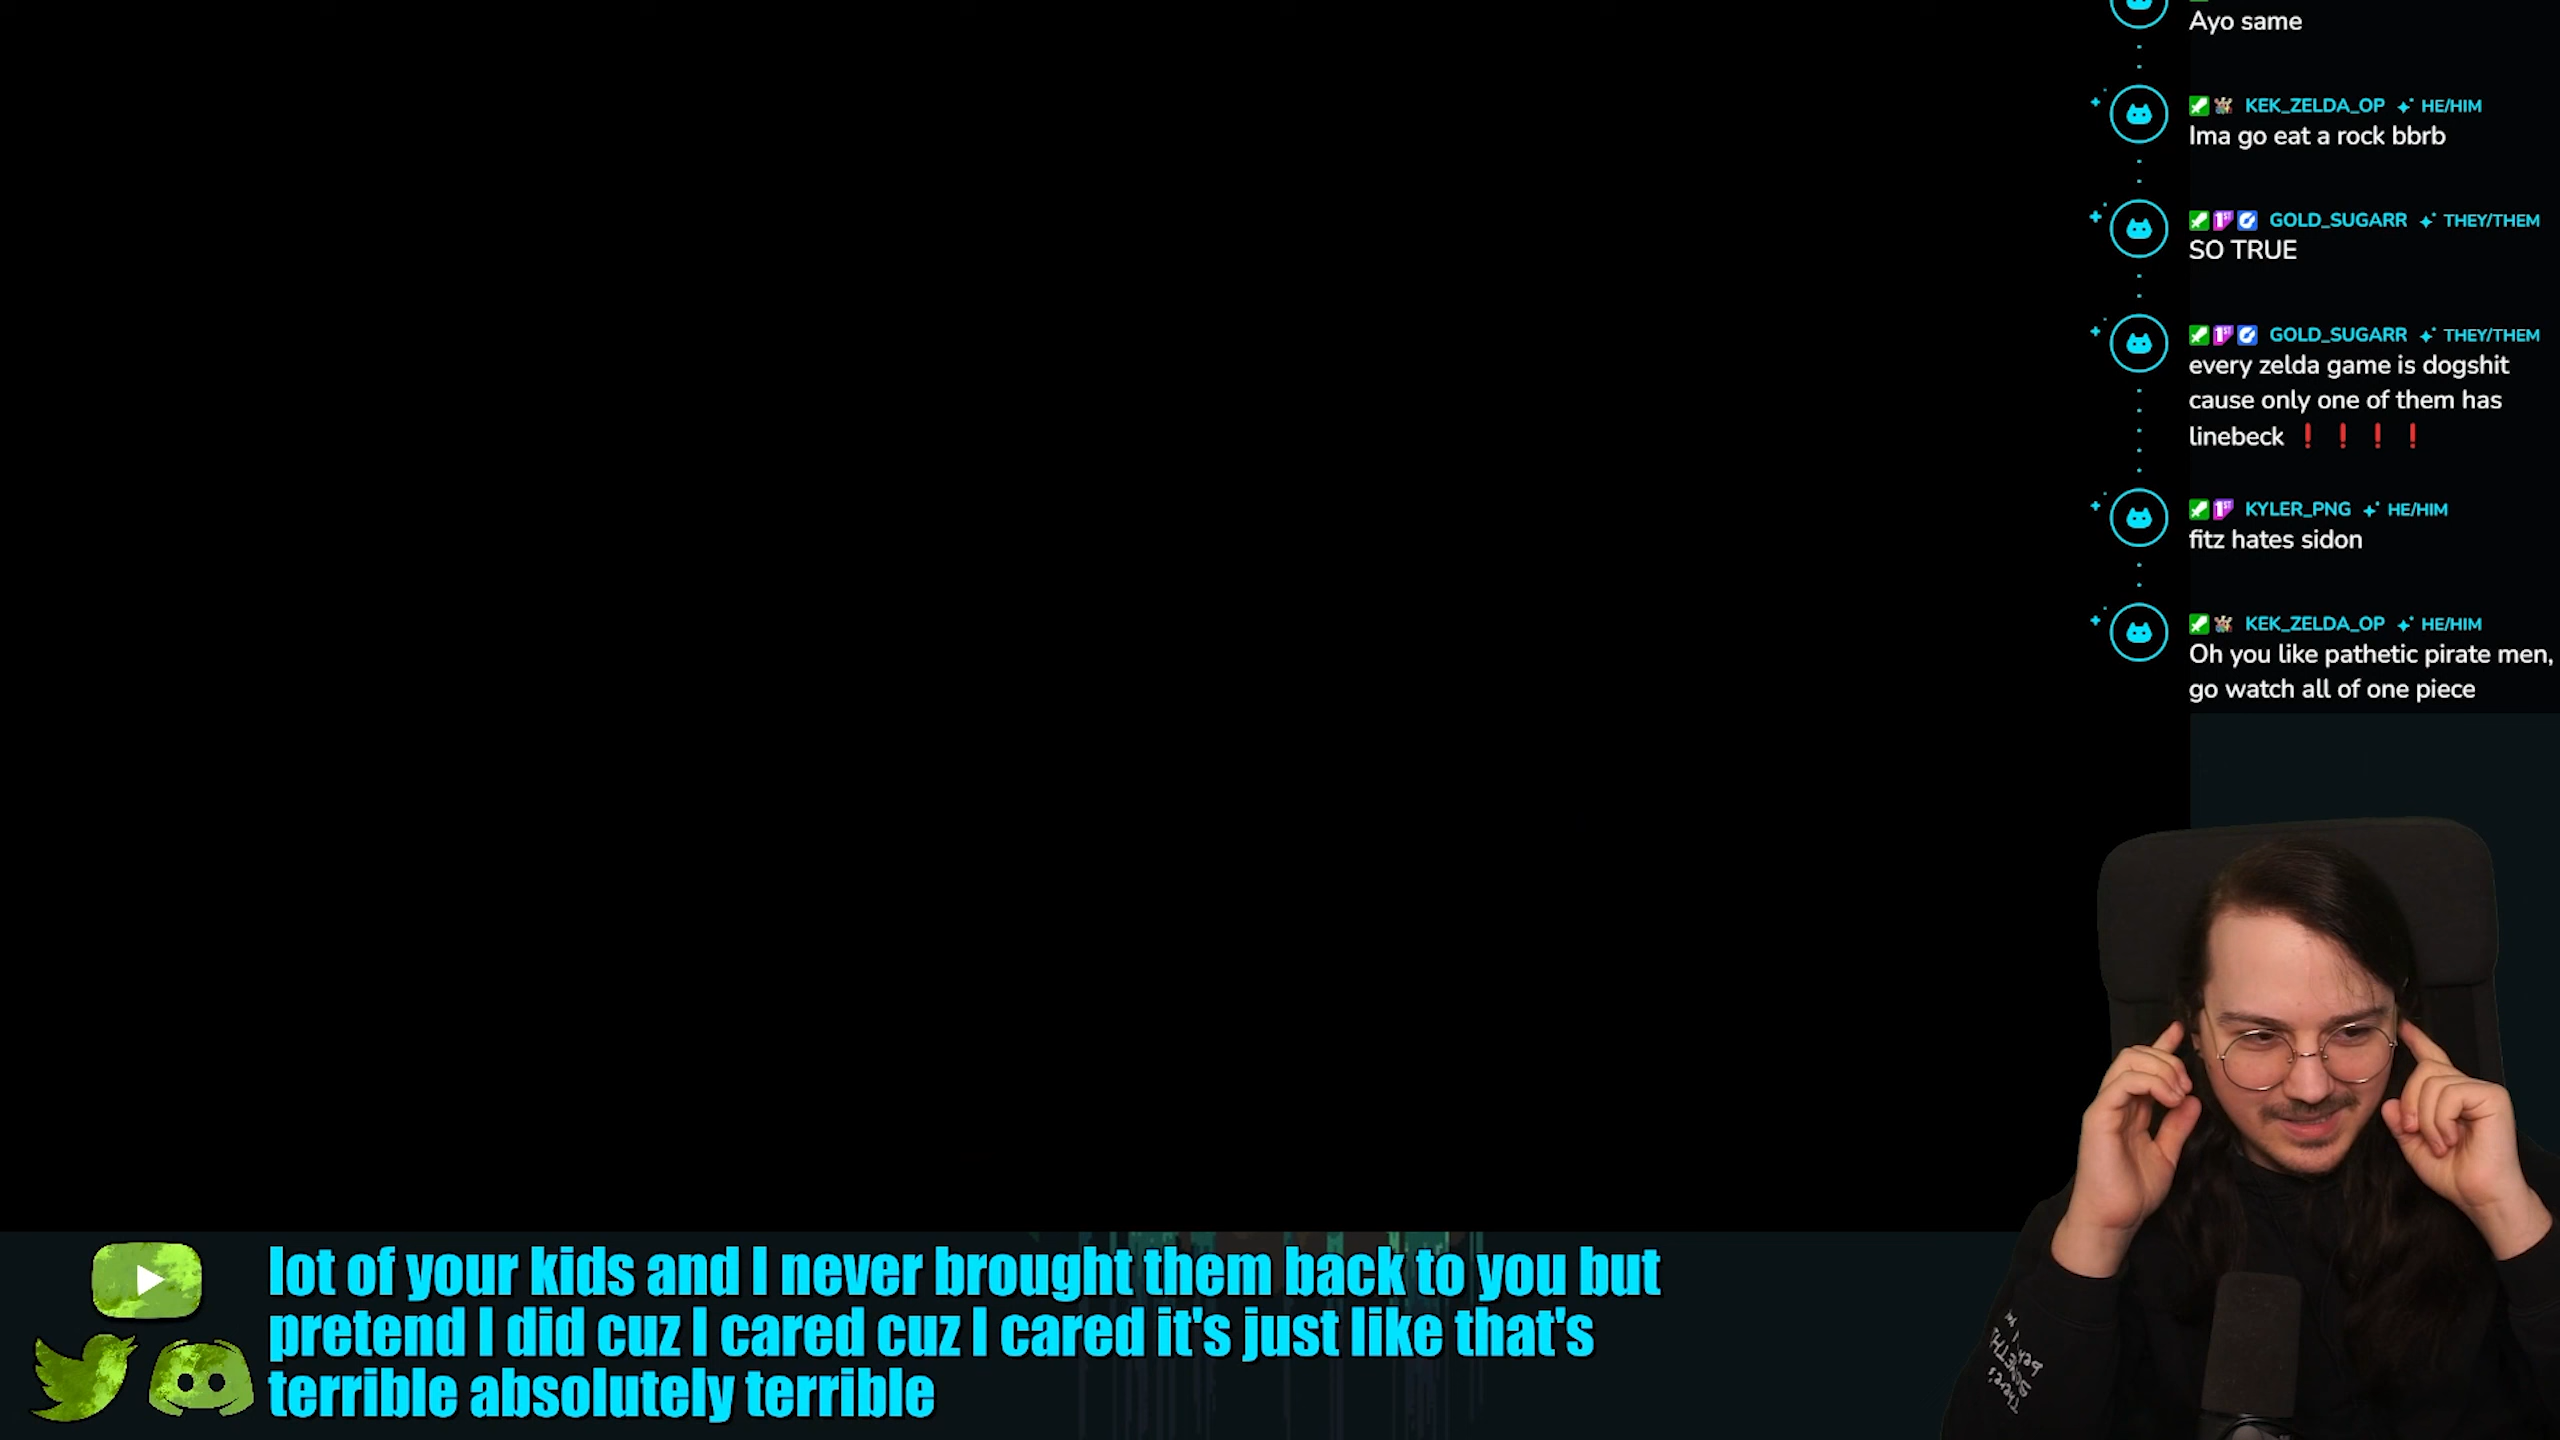 Ayo same
KEK_ZELDA_OP HE/HIM
Ima go eat a rock bbrb
GOLD_SUGARR THEY/THEM
SO TRUE
GOLD_SUGARR THEY/THEM
every zelda game is dogshit
cause only one of them has
linebeck ❗❗❗❗
KYLER_PNG HE/HIM
fitz hates sidon
KEK_ZELDA_OP HE/HIM
Oh you like pathetic pirate men,
go watch all of one piece
lot of your kids and I never brought them back to you but
pretend I did cuz I cared cuz I cared it's just like that's
terrible absolutely terrible